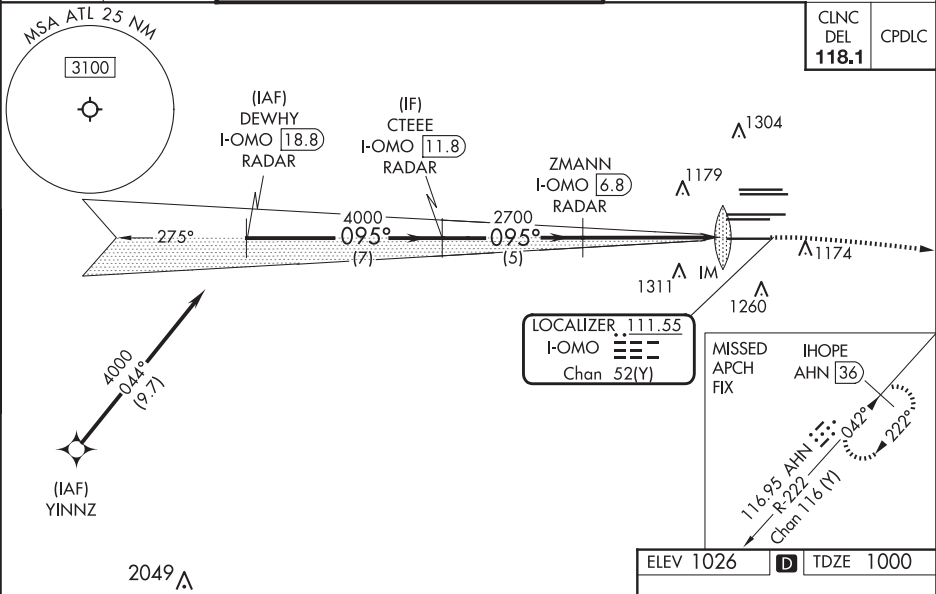 MSA ATL 25 NM
3100
CLNC
DEL
118.1
CPDLC
(IAF)
DEWHY
I-OMO 18.8
RADAR
(IF)
CTEEE
I-OMO 11.8
RADAR
ZMANN
I-OMO 6.8
RADAR
1304
1179
275°
4000
095°
(7)
2700
095°
(5)
1311
IM
1174
1260
LOCALIZER 111.55
I-OMO
Chan 52(Y)
4000
044°
(9.7)
(IAF)
YINNZ
2049
MISSED
APCH
FIX
IHOPE
AHN 36
042°
222°
116.95 AHN
R-222
Chan 116 (Y)
ELEV 1026
D
TDZE 1000